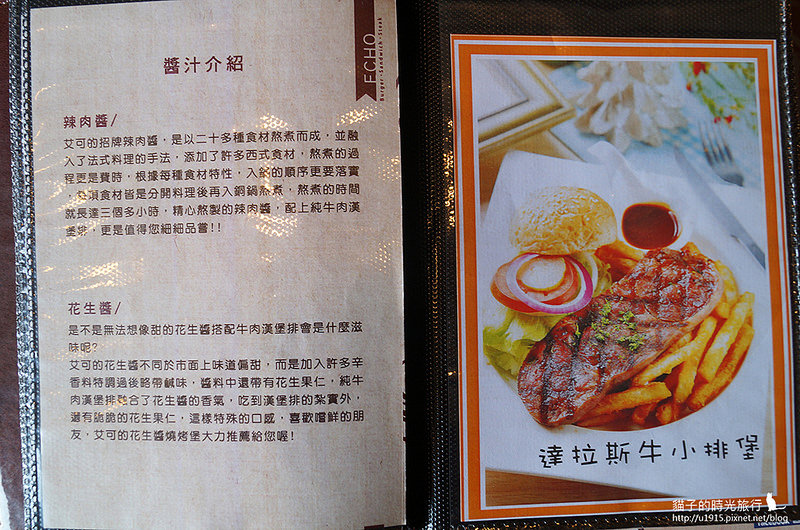 ECHO
Burger·Sandwich·Steak
醬汁介紹
辣肉醬/
艾可的招牌辣肉醬，是以二十多種食材熬煮而成，並融
入了法式料理的手法，添加了許多西式食材，熬煮的過
程更是費時，根據每種食材特性，入鍋的順序更要落實
，各項食材皆是分開料理後再入銅鍋熬煮，熬煮的時間
就長達三個多小時，精心熬製的辣肉醬，配上純牛肉漢
堡排，更是值得您細細品嘗!!
花生醬/
是不是無法想像甜的花生醬搭配牛肉漢堡排會是什麼滋
味呢?
艾可的花生醬不同於市面上味道偏甜，而是加入許多辛
香料特調過後略帶鹹味，醬料中還帶有花生果仁，純牛
肉漢堡排融合了花生醬的香氣，吃到漢堡排的紮實外，
還有脆脆的花生果仁，這樣特殊的口感，喜歡嚐鮮的朋
友，艾可的花生醬燒烤堡大力推薦給您喔!
達拉斯牛小排堡
貓子的時光旅行
http://u1915.pixnet.net/blog